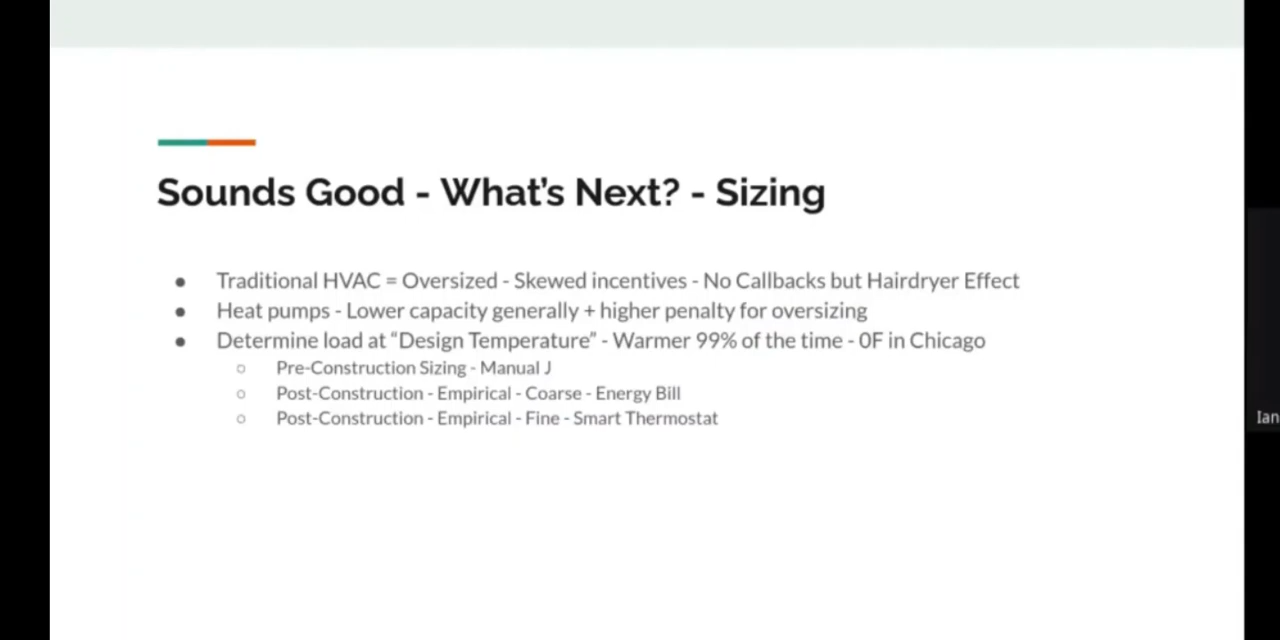 Sounds Good - What's Next? - Sizing
● Traditional HVAC = Oversized - Skewed incentives - No Callbacks but Hairdryer Effect
● Heat pumps - Lower capacity generally + higher penalty for oversizing
● Determine load at “Design Temperature” - Warmer 99% of the time - 0F in Chicago
○ Pre-Construction Sizing - Manual J
○ Post-Construction - Empirical - Coarse - Energy Bill
○ Post-Construction - Empirical - Fine - Smart Thermostat
Ian